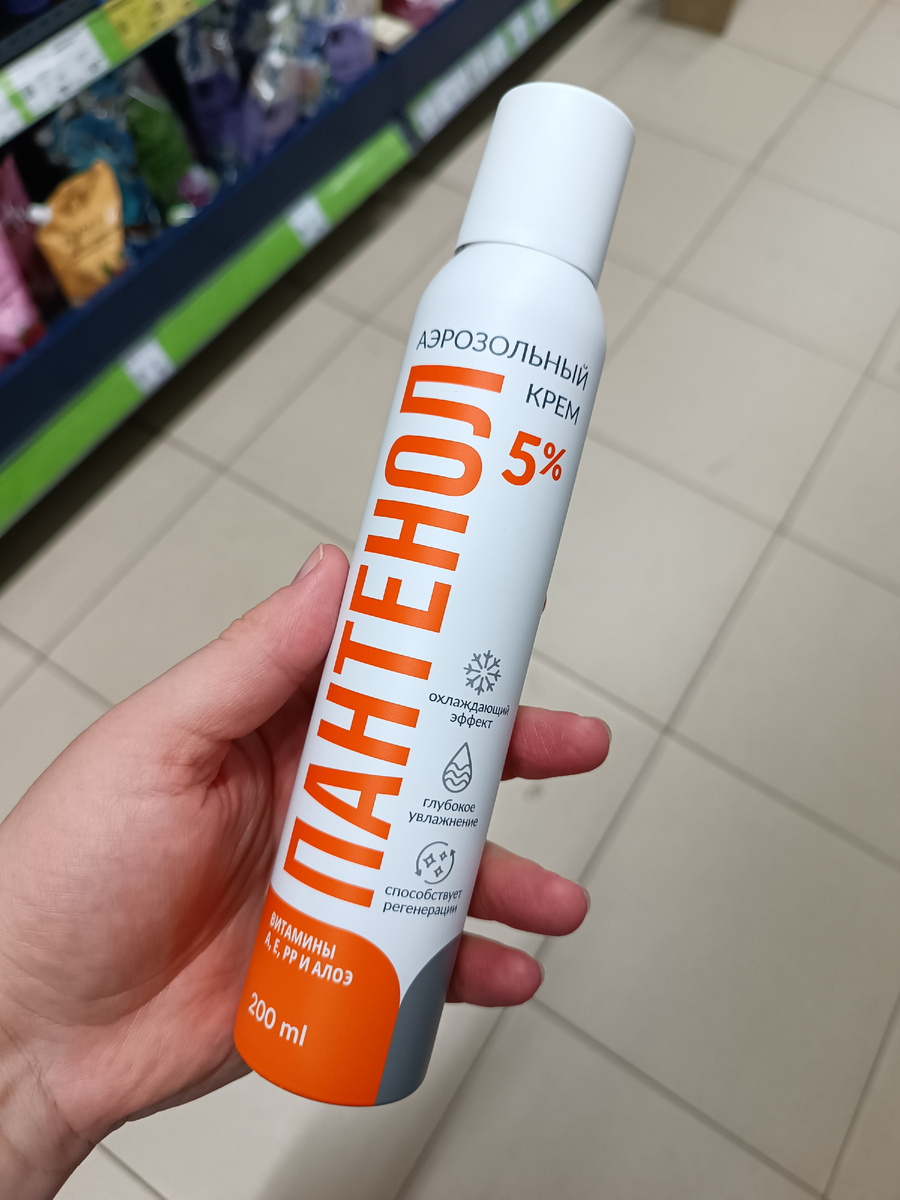 АЭРОЗОЛЬНЫЙ
КРЕМ
ПАНТЕНОЛ
5%
охлаждающий
эффект
глубокое
увлажнение
способствует
регенерации
ВИТАМИНЫ
А, Е, РР И АЛОЭ
200 ml